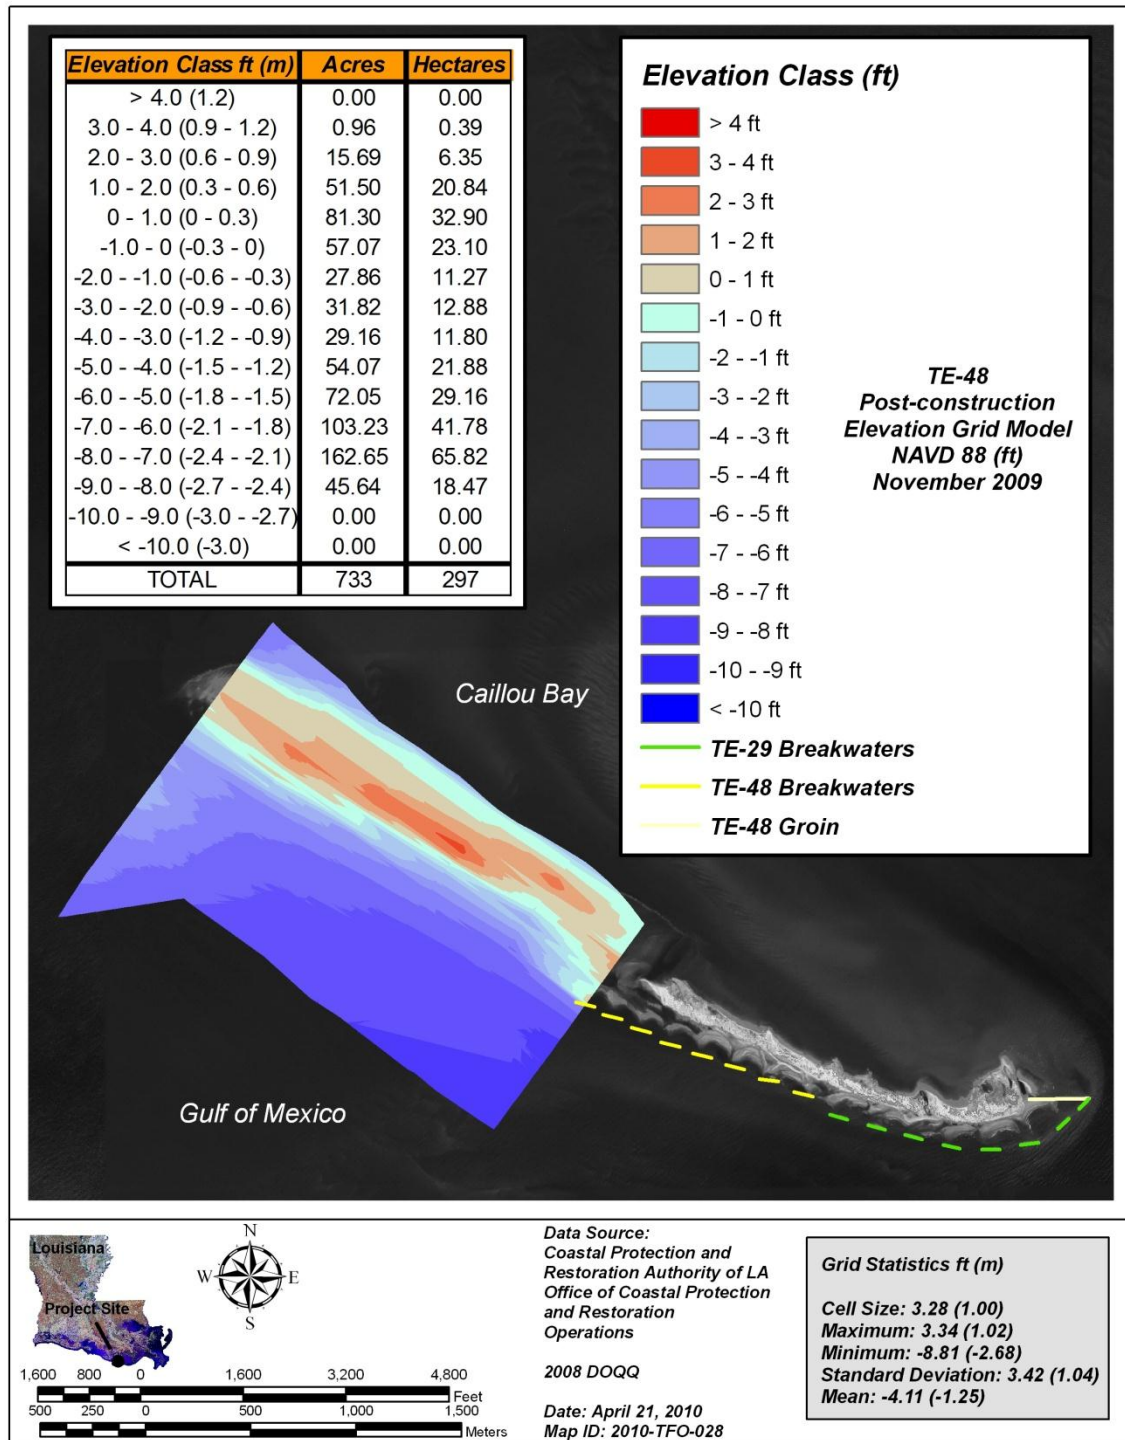 Elevation Class ft (m) Acres Hectares
> 4.0 (1.2) 0.00 0.00
3.0 - 4.0 (0.9 - 1.2) 0.96 0.39
2.0 - 3.0 (0.6 - 0.9) 15.69 6.35
1.0 - 2.0 (0.3 - 0.6) 51.50 20.84
0 - 1.0 (0 - 0.3) 81.30 32.90
-1.0 - 0 (-0.3 - 0) 57.07 23.10
-2.0 - -1.0 (-0.6 - -0.3) 27.86 11.27
-3.0 - -2.0 (-0.9 - -0.6) 31.82 12.88
-4.0 - -3.0 (-1.2 - -0.9) 29.16 11.80
-5.0 - -4.0 (-1.5 - -1.2) 54.07 21.88
-6.0 - -5.0 (-1.8 - -1.5) 72.05 29.16
-7.0 - -6.0 (-2.1 - -1.8) 103.23 41.78
-8.0 - -7.0 (-2.4 - -2.1) 162.65 65.82
-9.0 - -8.0 (-2.7 - -2.4) 45.64 18.47
-10.0 - -9.0 (-3.0 - -2.7) 0.00 0.00
< -10.0 (-3.0) 0.00 0.00
TOTAL 733 297
Elevation Class (ft)
> 4 ft
3 - 4 ft
2 - 3 ft
1 - 2 ft
0 - 1 ft
-1 - 0 ft
-2 - -1 ft
-3 - -2 ft
-4 - -3 ft
-5 - -4 ft
-6 - -5 ft
-7 - -6 ft
-8 - -7 ft
-9 - -8 ft
-10 - -9 ft
< -10 ft
TE-29 Breakwaters
TE-48 Breakwaters
TE-48 Groin
TE-48
Post-construction
Elevation Grid Model
NAVD 88 (ft)
November 2009
Caillou Bay
Gulf of Mexico
Louisiana
Project Site
N
W E
S
1,600 800 0 1,600 3,200 4,800
Feet
500 250 0 500 1,000 1,500
Meters
Data Source:
Coastal Protection and
Restoration Authority of LA
Office of Coastal Protection
and Restoration
Operations
2008 DOQQ
Date: April 21, 2010
Map ID: 2010-TFO-028
Grid Statistics ft (m)
Cell Size: 3.28 (1.00)
Maximum: 3.34 (1.02)
Minimum: -8.81 (-2.68)
Standard Deviation: 3.42 (1.04)
Mean: -4.11 (-1.25)